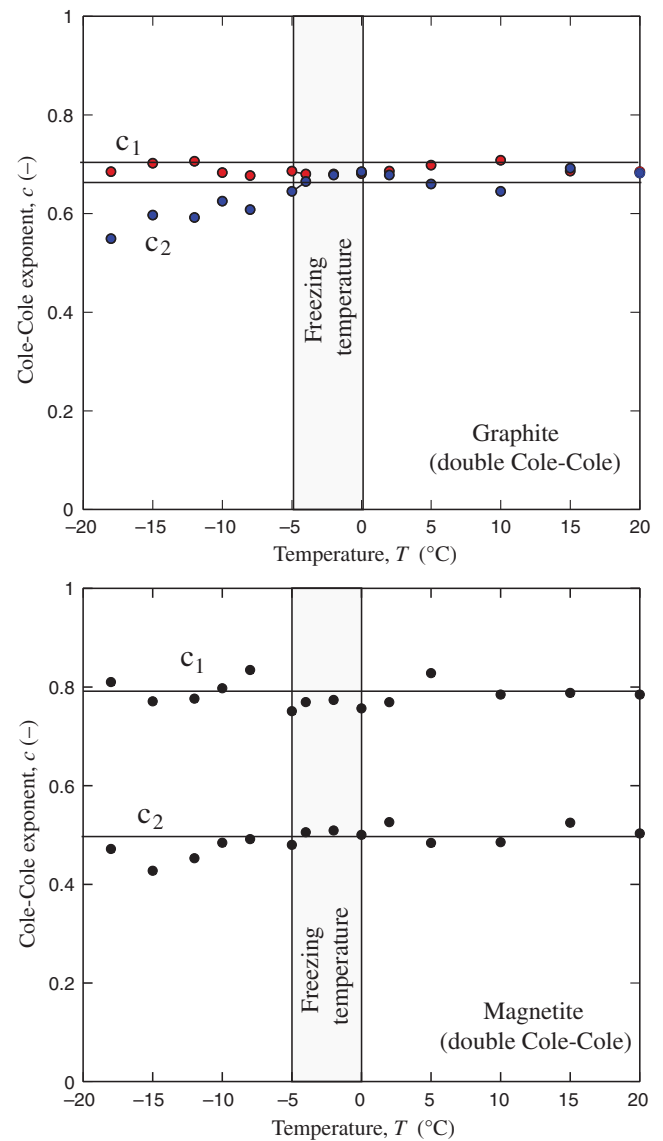 1
0.8
0.6
0.4
0.2
0
Cole-Cole exponent, c (–)
c1
c2
Freezing
temperature
Graphite
(double Cole-Cole)
−20 −15 −10 −5 0 5 10 15 20
Temperature, T (°C)
1
0.8
0.6
0.4
0.2
0
Cole-Cole exponent, c (–)
c1
c2
Freezing
temperature
Magnetite
(double Cole-Cole)
−20 −15 −10 −5 0 5 10 15 20
Temperature, T (°C)